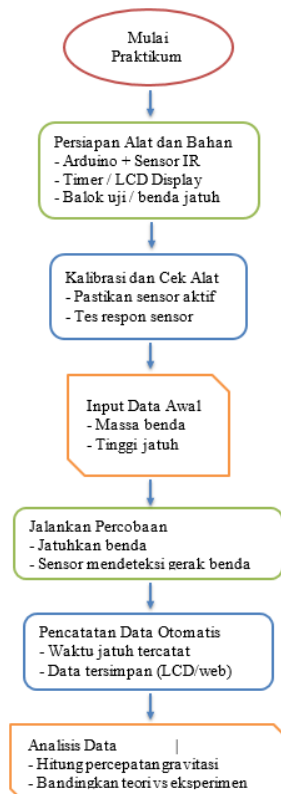 Mulai
Praktikum
Persiapan Alat dan Bahan
- Arduino + Sensor IR
- Timer / LCD Display
- Balok uji / benda jatuh
Kalibrasi dan Cek Alat
- Pastikan sensor aktif
- Tes respon sensor
Input Data Awal
- Massa benda
- Tinggi jatuh
Jalankan Percobaan
- Jatuhkan benda
- Sensor mendeteksi gerak benda
Pencatatan Data Otomatis
- Waktu jatuh tercatat
- Data tersimpan (LCD/web)
Analisis Data |
- Hitung percepatan gravitasi
- Bandingkan teori vs eksperimen